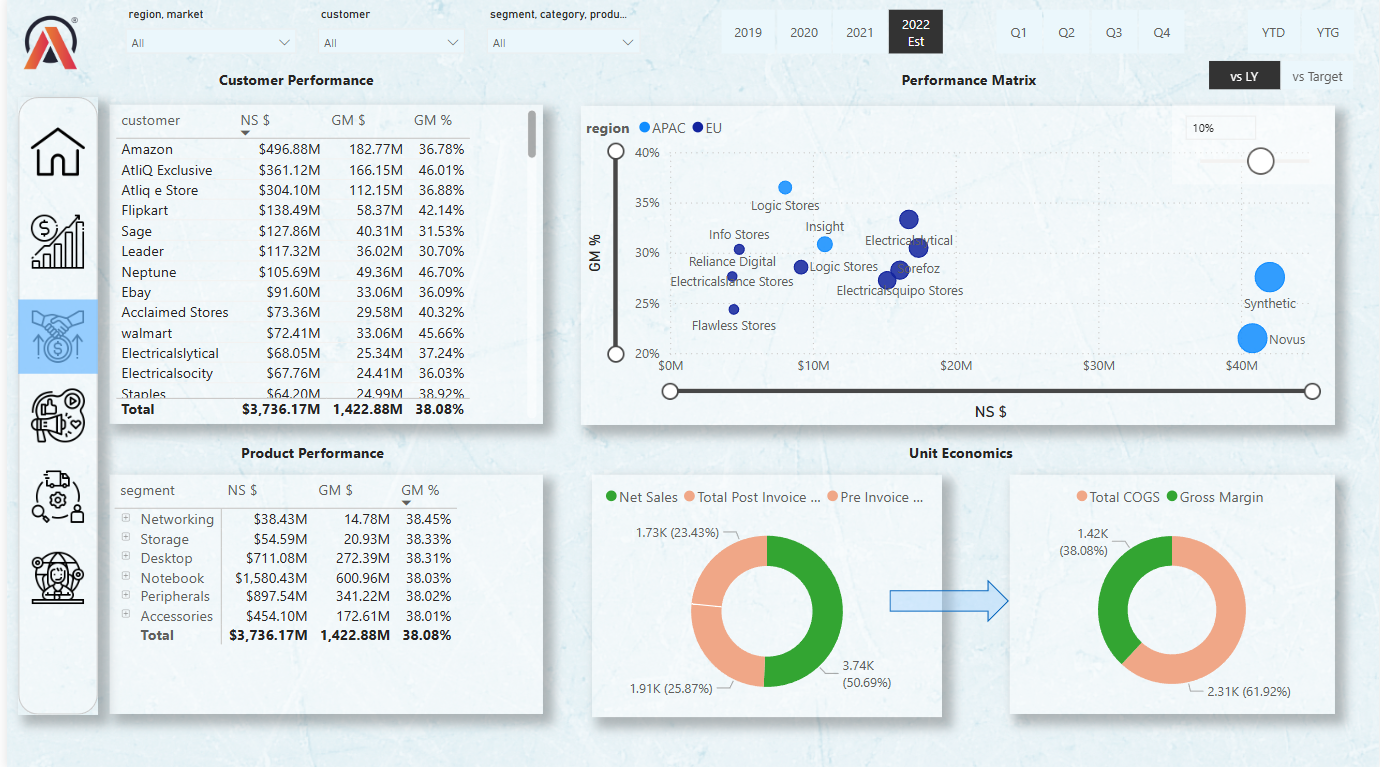 region, market
customer
segment, category, produ...
All
All
All
2019
2020
2021
2022
Est
Q1
Q2
Q3
Q4
YTD
YTG
vs LY
vs Target
Customer Performance
customer NS $ GM $ GM %
Amazon $496.88M 182.77M 36.78%
AtliQ Exclusive $361.12M 166.15M 46.01%
Atliq e Store $304.10M 112.15M 36.88%
Flipkart $138.49M 58.37M 42.14%
Sage $127.86M 40.31M 31.53%
Leader $117.32M 36.02M 30.70%
Neptune $105.69M 49.36M 46.70%
Ebay $91.60M 33.06M 36.09%
Acclaimed Stores $73.36M 29.58M 40.32%
walmart $72.41M 33.06M 45.66%
Electricalslytical $68.05M 25.34M 37.24%
Electricalsocity $67.76M 24.41M 36.03%
Staples $64.20M 24.99M 38.92%
Total $3,736.17M 1,422.88M 38.08%
Performance Matrix
region APAC EU
10%
40%
35%
30%
25%
20%
GM %
Logic Stores
Insight
Info Stores
Electricalslytical
Reliance Digital
Logic Stores
Flawless Stores
Synthetic
Novus
$0M
$10M
$20M
$30M
$40M
NS $
Product Performance
segment NS $ GM $ GM %
Networking $38.43M 14.78M 38.45%
Storage $54.59M 20.93M 38.33%
Desktop $711.08M 272.39M 38.31%
Notebook $1,580.43M 600.96M 38.03%
Peripherals $897.54M 341.22M 38.02%
Accessories $454.10M 172.61M 38.01%
Total $3,736.17M 1,422.88M 38.08%
Unit Economics
Net Sales Total Post Invoice ... Pre Invoice ...
1.73K (23.43%)
1.91K (25.87%)
3.74K
(50.69%)
Total COGS Gross Margin
1.42K
(38.08%)
2.31K (61.92%)